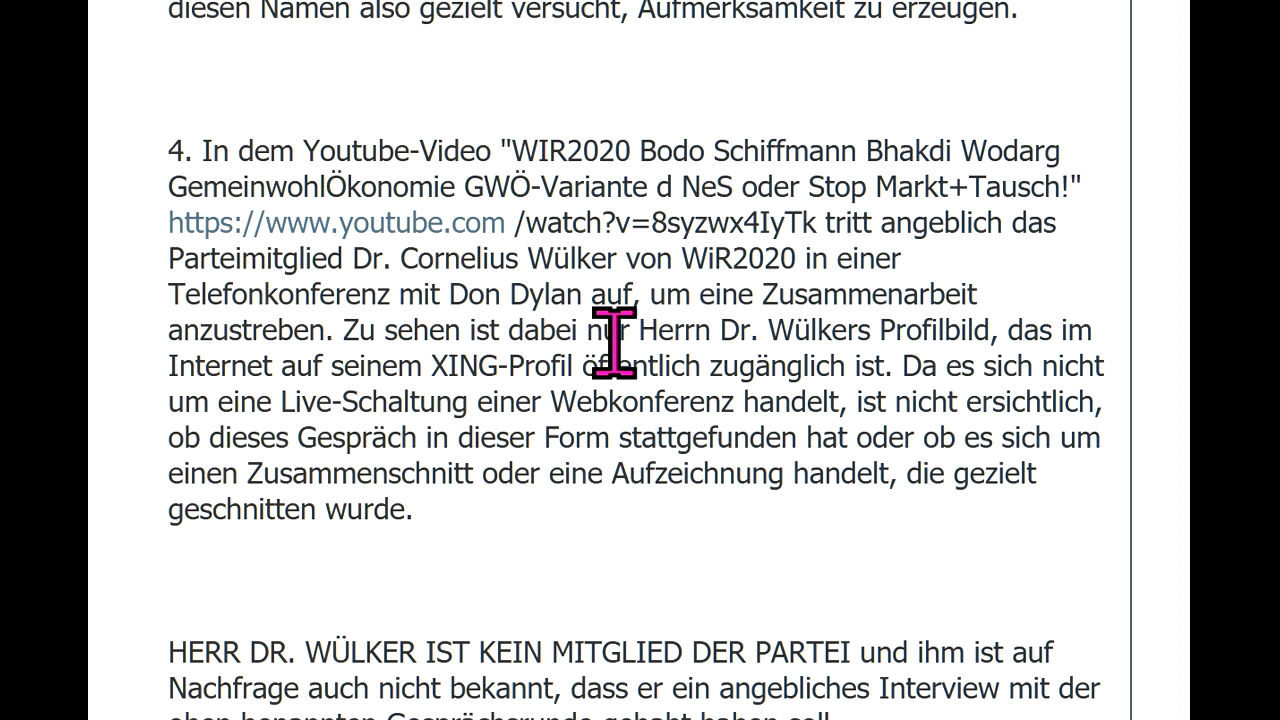 diesen Namen also gezielt versucht, Aufmerksamkeit zu erzeugen.
4. In dem Youtube-Video "WIR2020 Bodo Schiffmann Bhakdi Wodarg
GemeinwohlÖkonomie GWÖ-Variante d NeS oder Stop Markt+Tausch!"
https://www.youtube.com /watch?v=8syzwx4IyTk tritt angeblich das
Parteimitglied Dr. Cornelius Wülker von WiR2020 in einer
Telefonkonferenz mit Don Dylan auf, um eine Zusammenarbeit
anzustreben. Zu sehen ist dabei nur Herrn Dr. Wülkers Profilbild, das im
Internet auf seinem XING-Profil öffentlich zugänglich ist. Da es sich nicht
um eine Live-Schaltung einer Webkonferenz handelt, ist nicht ersichtlich,
ob dieses Gespräch in dieser Form stattgefunden hat oder ob es sich um
einen Zusammenschnitt oder eine Aufzeichnung handelt, die gezielt
geschnitten wurde.
HERR DR. WÜLKER IST KEIN MITGLIED DER PARTEI und ihm ist auf
Nachfrage auch nicht bekannt, dass er ein angebliches Interview mit der
oben benannten Gesprächsrunde gehabt haben soll